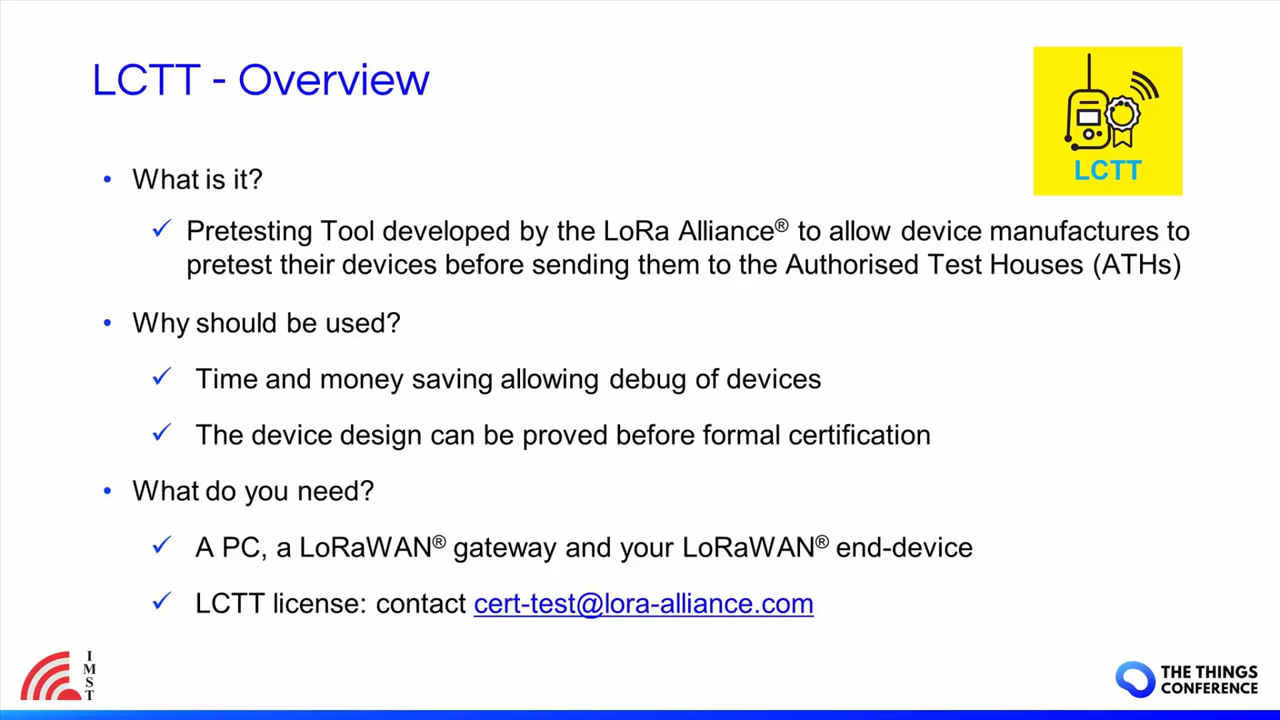 LCTT - Overview
LCTT
• What is it?
✓ Pretesting Tool developed by the LoRa Alliance® to allow device manufactures to
pretest their devices before sending them to the Authorised Test Houses (ATHs)
• Why should be used?
✓ Time and money saving allowing debug of devices
✓ The device design can be proved before formal certification
• What do you need?
✓ A PC, a LoRaWAN® gateway and your LoRaWAN® end-device
✓ LCTT license: contact cert-test@lora-alliance.com
IMST
THE THINGS
CONFERENCE